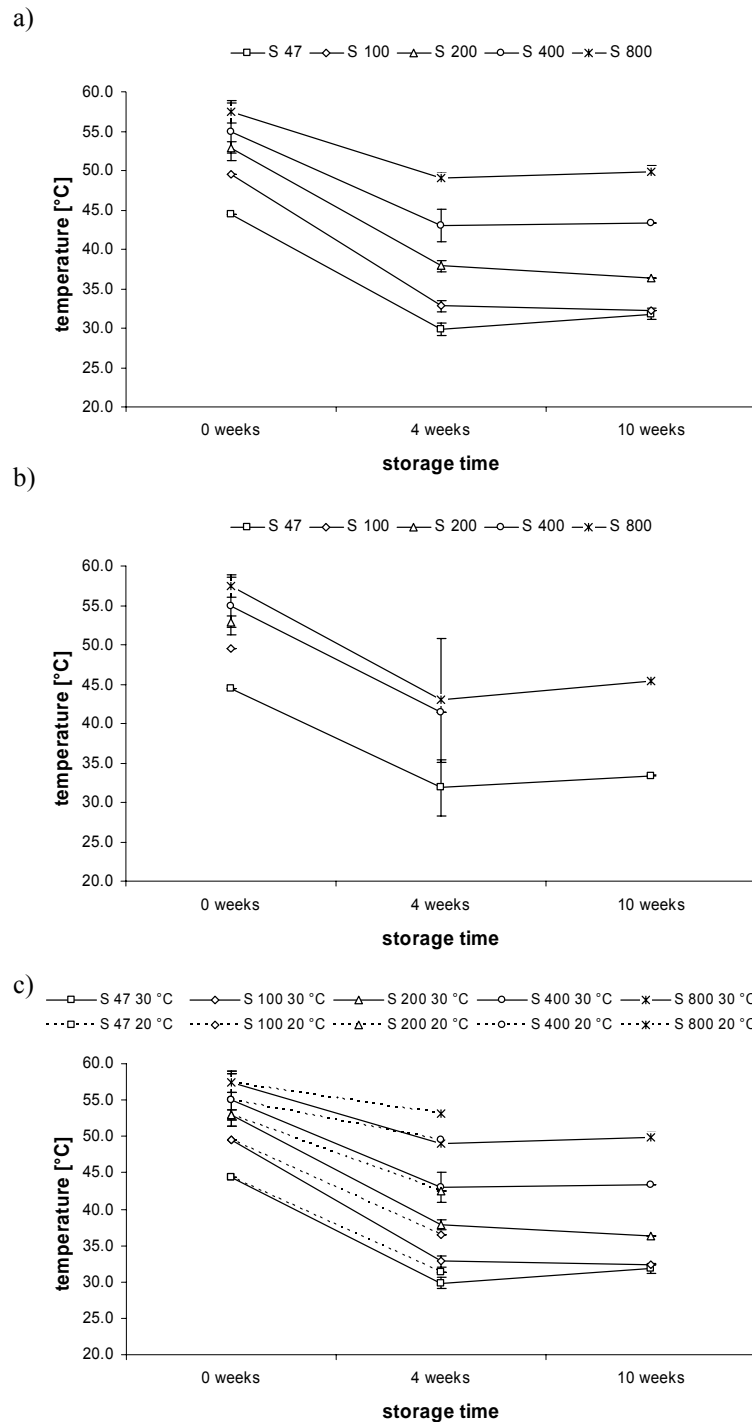 a)
S 47 S 100 S 200 S 400 S 800
60.0
55.0
50.0
45.0
40.0
35.0
30.0
25.0
20.0
temperature [°C]
0 weeks 4 weeks 10 weeks
storage time
b)
S 47 S 100 S 200 S 400 S 800
60.0
55.0
50.0
45.0
40.0
35.0
30.0
25.0
20.0
temperature [°C]
0 weeks 4 weeks 10 weeks
storage time
c)
S 47 30 °C S 100 30 °C S 200 30 °C S 400 30 °C S 800 30 °C
S 47 20 °C S 100 20 °C S 200 20 °C S 400 20 °C S 800 20 °C
60.0
55.0
50.0
45.0
40.0
35.0
30.0
25.0
20.0
temperature [°C]
0 weeks 4 weeks 10 weeks
storage time